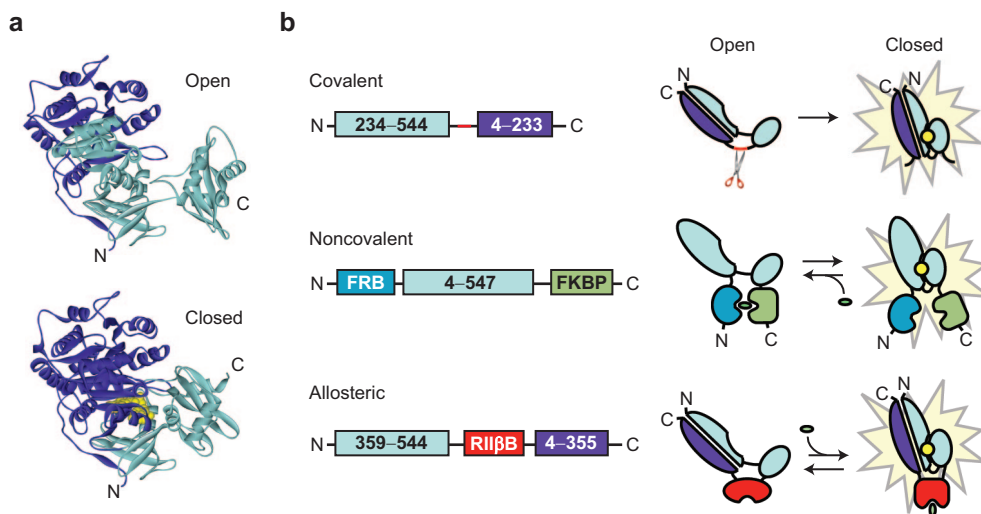 a
Open
N
C
Closed
C
N
b
Open
Closed
Covalent
N 234–544 4–233 C
C
N
C
N
Noncovalent
N FRB 4–547 FKBP C
N
C
N
C
Allosteric
N 359–544 RIIβB 4–355 C
C
N
C
N